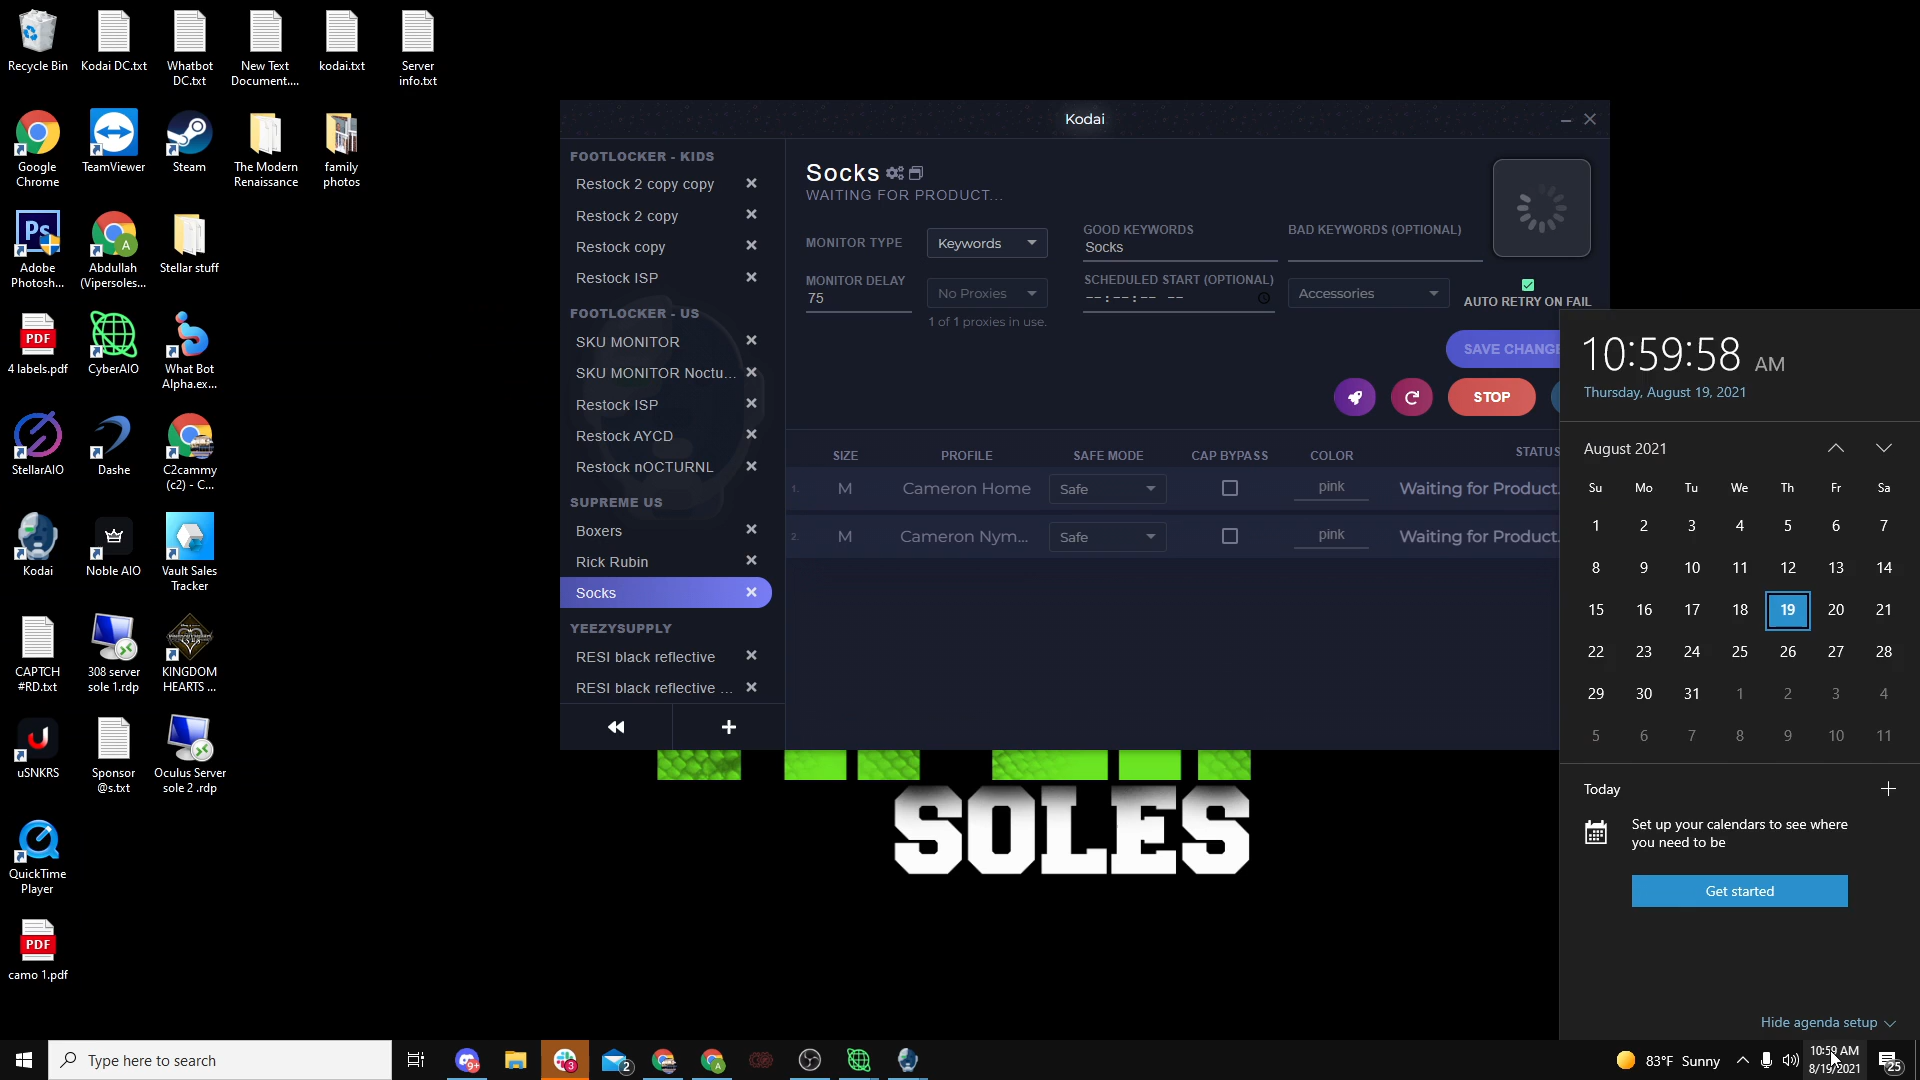 Recycle Bin
Kodai DC.txt
Whatbot
DC.txt
New Text
Document....
kodai.txt
Server
info.txt
Google
Chrome
TeamViewer
Steam
The Modern
Renaissance
family
photos
Adobe
Photosh...
Abdullah
(Vipersoles...
Stellar stuff
4 labels.pdf
CyberAIO
What Bot
Alpha.ex...
StellarAIO
Dashe
C2cammy
(c2) - C...
Kodai
Noble AIO
Vault Sales
Tracker
CAPTCH
#RD.txt
308 server
sole 1.rdp
KINGDOM
HEARTS ...
uSNKRS
Sponsor
@s.txt
Oculus Server
sole 2 .rdp
QuickTime
Player
camo 1.pdf
Kodai
FOOTLOCKER - KIDS
Restock 2 copy copy
Restock 2 copy
Restock copy
Restock ISP
FOOTLOCKER - US
SKU MONITOR
SKU MONITOR Noctu...
Restock ISP
Restock AYCD
Restock nOCTURNL
SUPREME US
Boxers
Rick Rubin
Socks
YEEZYSUPPLY
RESI black reflective
RESI black reflective ...
Socks
WAITING FOR PRODUCT...
MONITOR TYPE
Keywords
GOOD KEYWORDS
Socks
BAD KEYWORDS (OPTIONAL)
MONITOR DELAY
75
No Proxies
1 of 1 proxies in use.
SCHEDULED START (OPTIONAL)
--:--:-- --
Accessories
AUTO RETRY ON FAIL
SAVE CHANGE
STOP
SIZE PROFILE SAFE MODE CAP BYPASS COLOR STATUS
1. M Cameron Home Safe pink Waiting for Product.
2. M Cameron Nym... Safe pink Waiting for Product.
SOLES
10:59:58 AM
Thursday, August 19, 2021
August 2021
Su Mo Tu We Th Fr Sa
1 2 3 4 5 6 7
8 9 10 11 12 13 14
15 16 17 18 19 20 21
22 23 24 25 26 27 28
29 30 31 1 2 3 4
5 6 7 8 9 10 11
Today
Set up your calendars to see where
you need to be
Get started
Hide agenda setup
Type here to search
9+
3
2
83°F Sunny
10:59 AM
8/19/2021
25